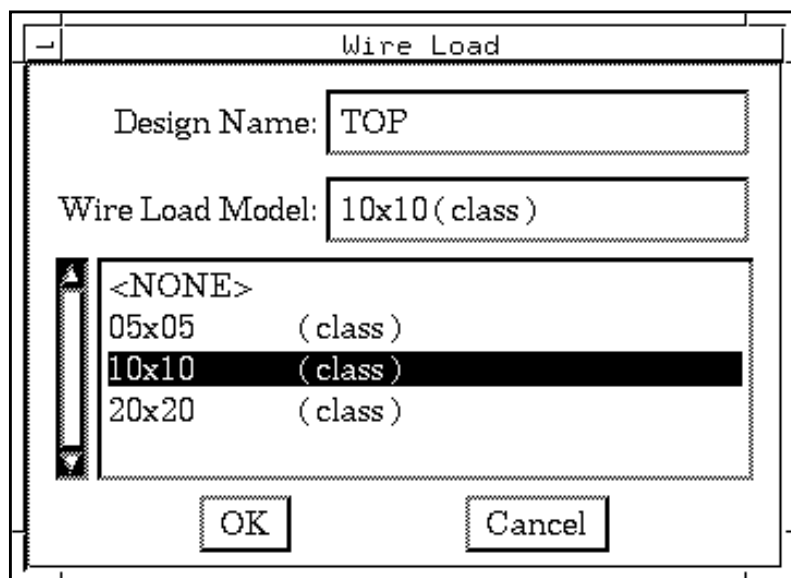 Wire Load
Design Name: TOP
Wire Load Model: 10x10(class)
<NONE>
05x05 (class)
10x10 (class)
20x20 (class)
OK Cancel